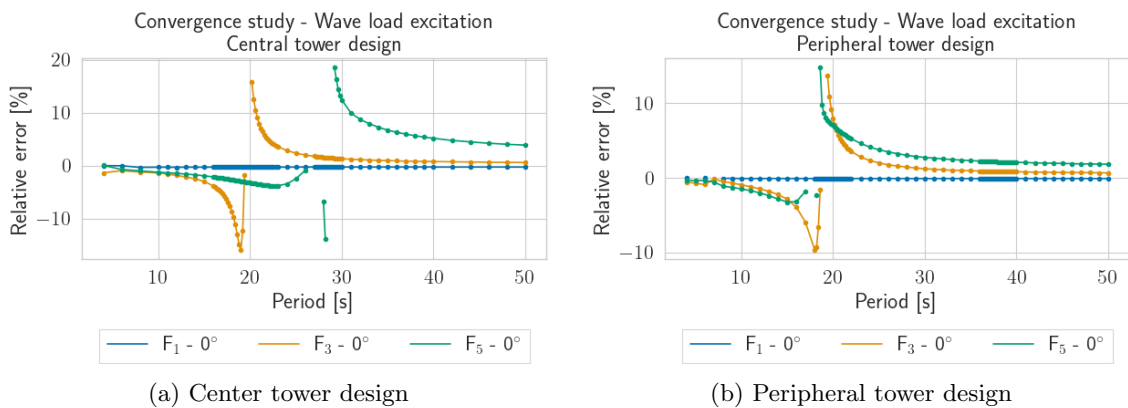 Convergence study - Wave load excitation
Central tower design
Relative error [%]
20
10
0
−10
10
20
30
40
50
Period [s]
F₁ - 0° F₃ - 0° F₅ - 0°
(a) Center tower design
Convergence study - Wave load excitation
Peripheral tower design
Relative error [%]
10
0
−10
10
20
30
40
50
Period [s]
F₁ - 0° F₃ - 0° F₅ - 0°
(b) Peripheral tower design